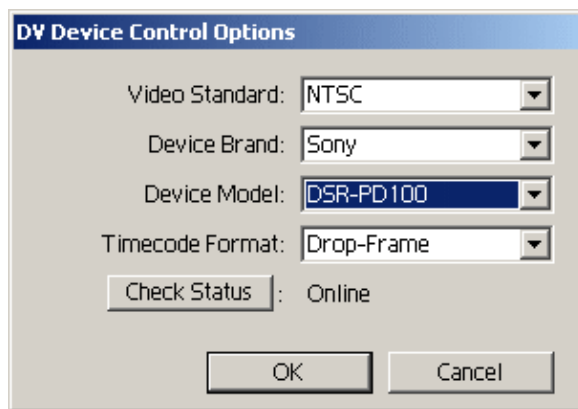 DV Device Control Options
Video Standard: NTSC
Device Brand: Sony
Device Model: DSR-PD100
Timecode Format: Drop-Frame
Check Status : Online
OK Cancel